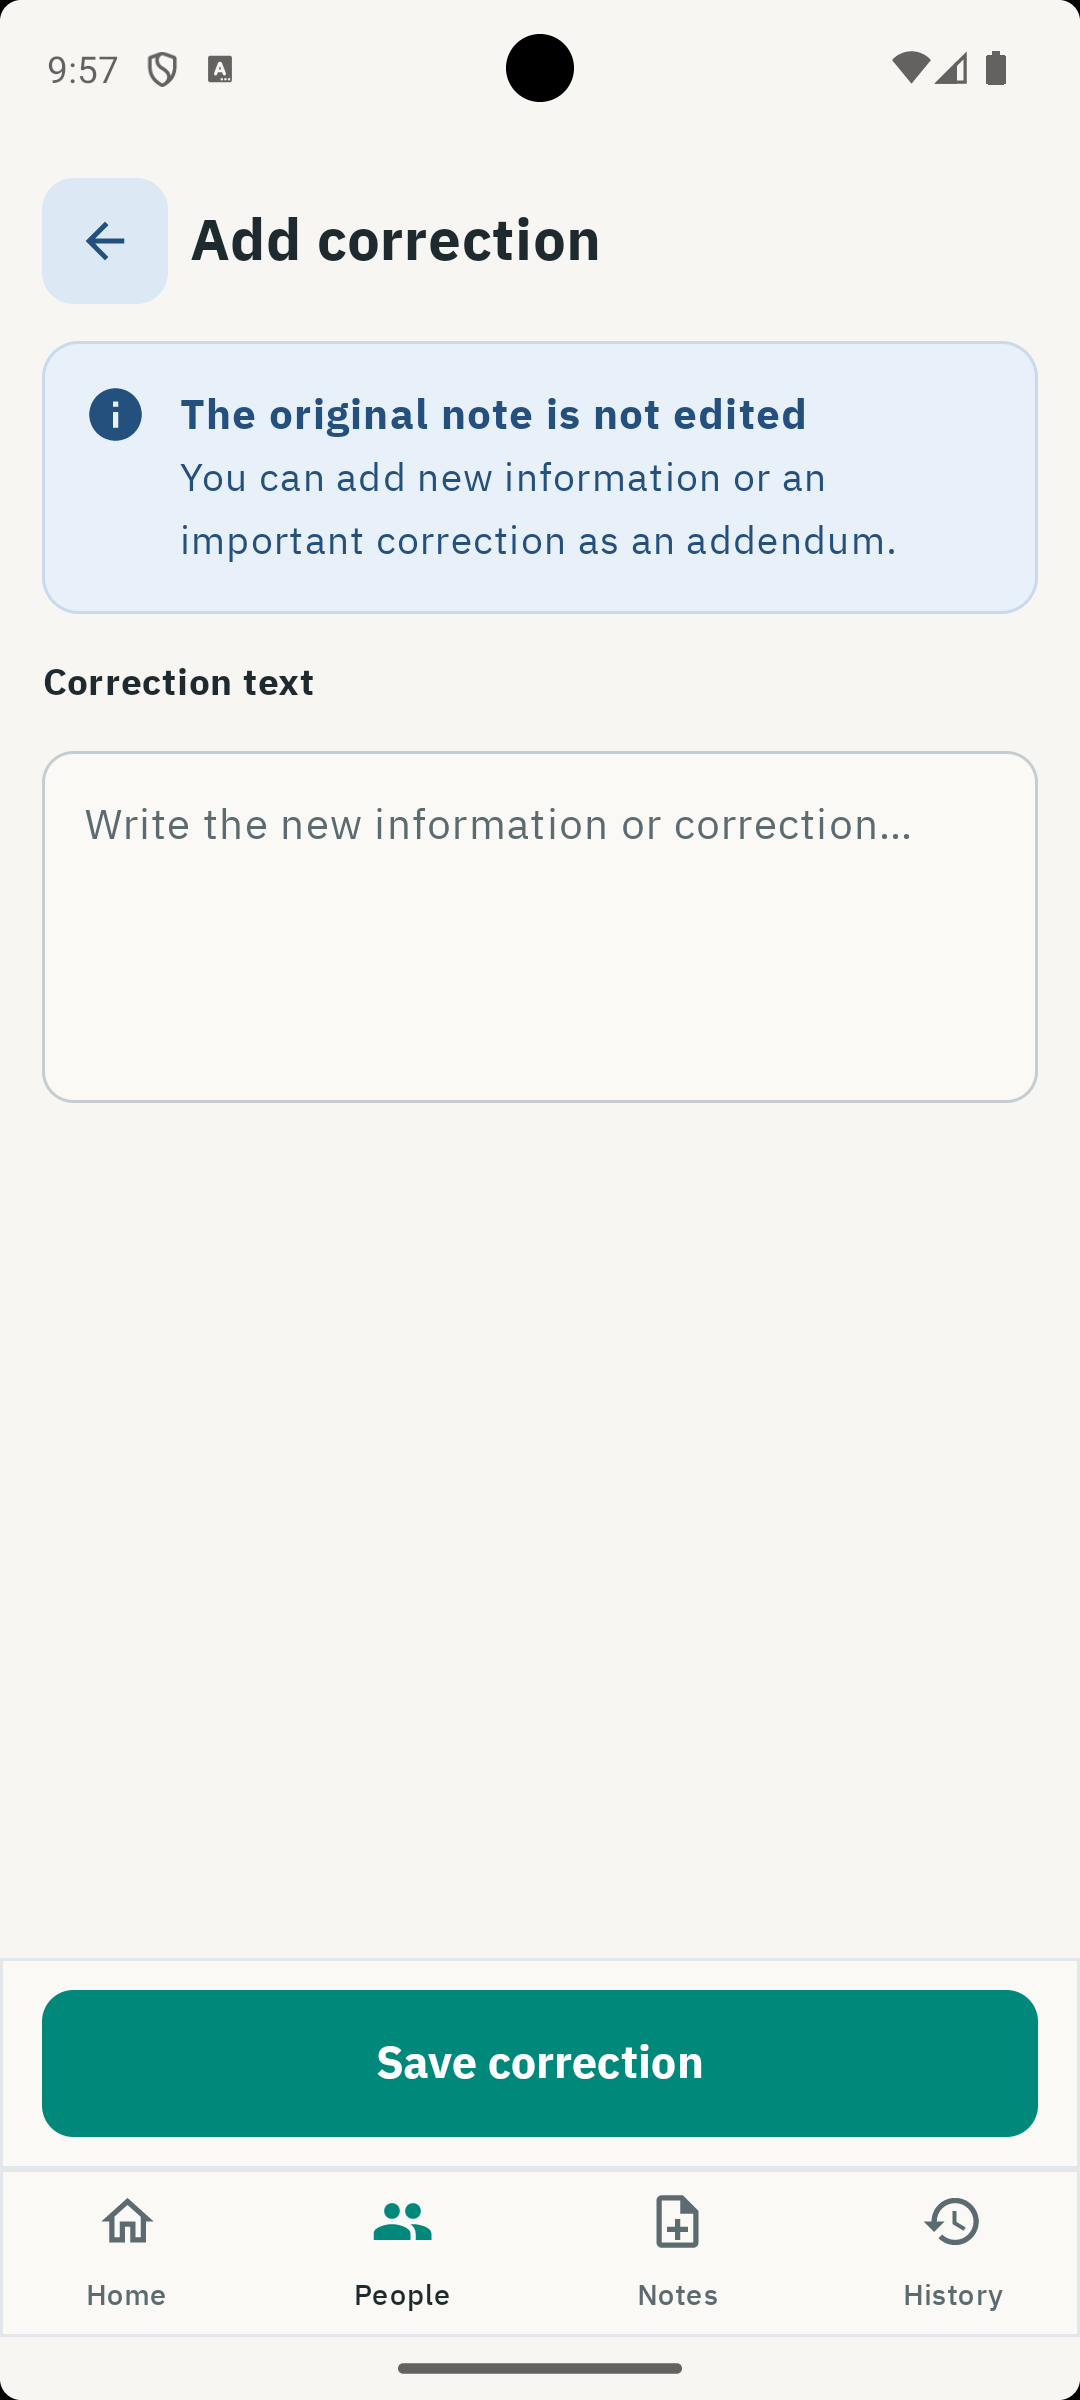 9:57
Add correction
The original note is not edited
You can add new information or an
important correction as an addendum.
Correction text
Write the new information or correction...
Save correction
Home People Notes History